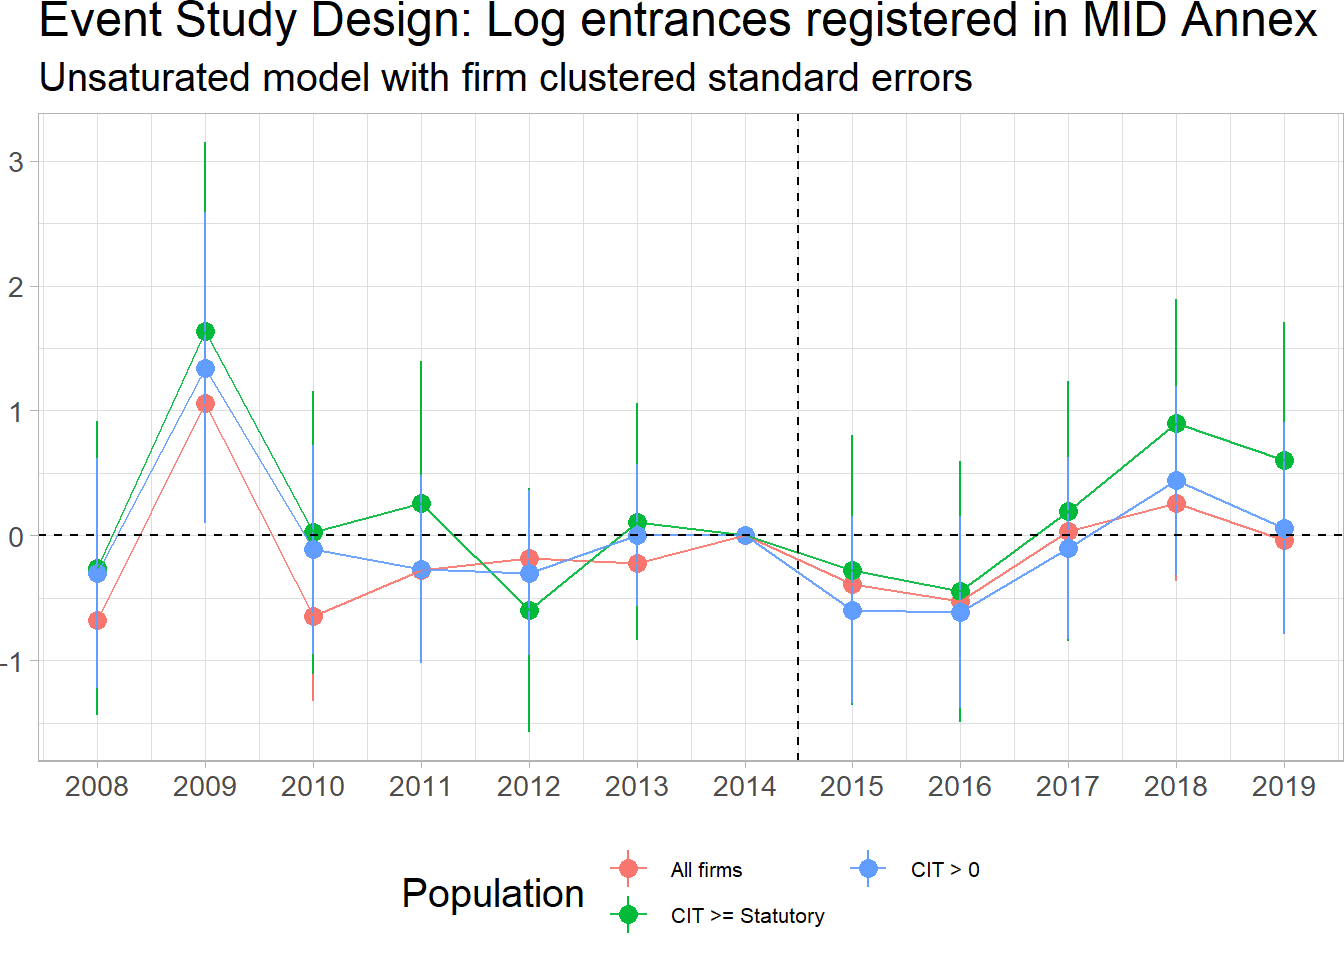 Event Study Design: Log entrances registered in MID Annex
Unsaturated model with firm clustered standard errors
3
2
1
0
-1
2008 2009 2010 2011 2012 2013 2014 2015 2016 2017 2018 2019
Population
All firms
CIT >= Statutory
CIT > 0